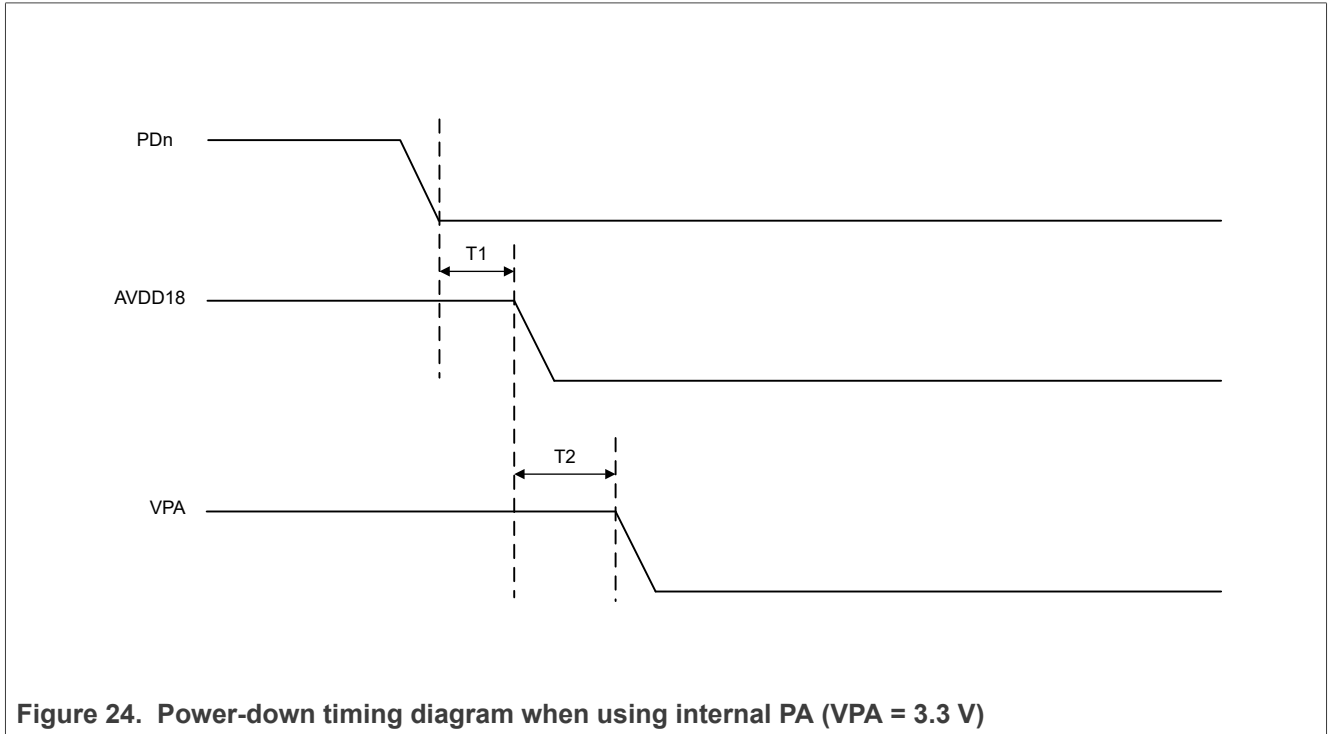 PDn
T1
AVDD18
T2
VPA
Figure 24. Power-down timing diagram when using internal PA (VPA = 3.3 V)